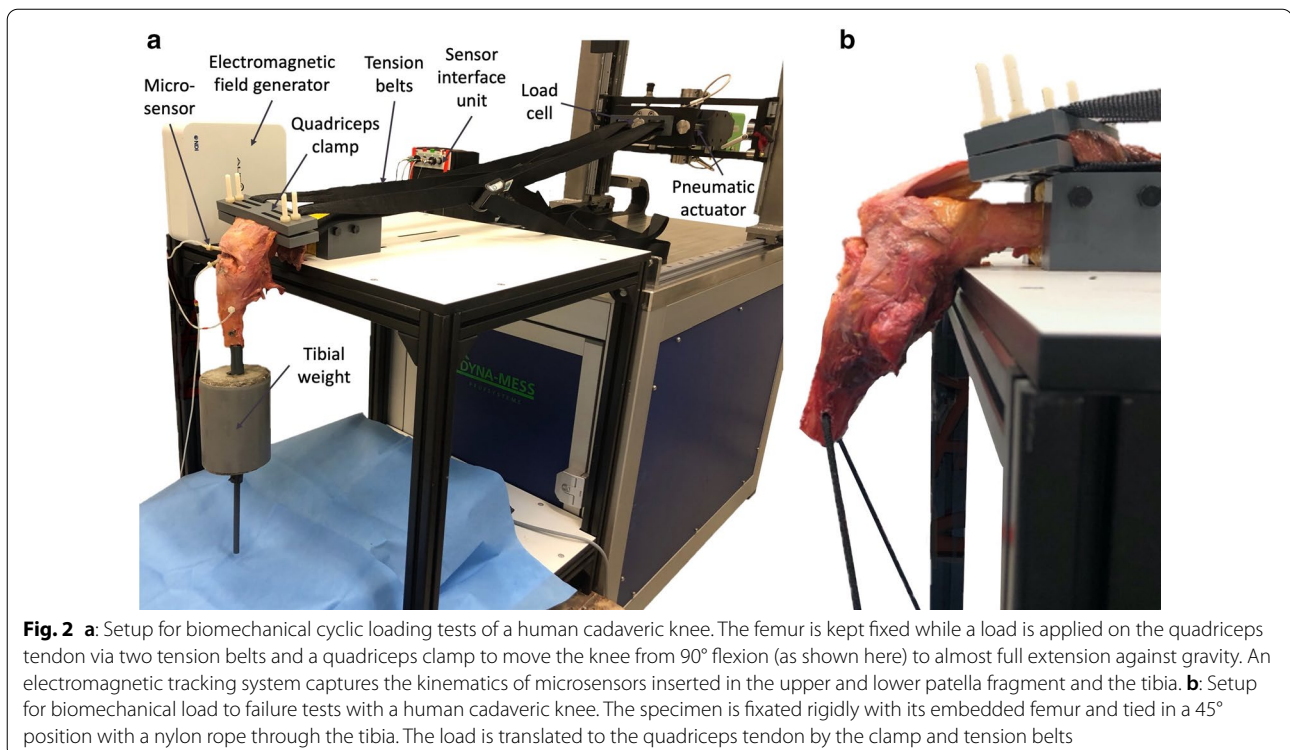 a
b
Micro-
sensor
Electromagnetic
field generator
Tension
belts
Sensor
interface
unit
Load
cell
Quadriceps
clamp
Pneumatic
actuator
Tibial
weight
NDI
DYNA-MESS
Fig. 2 a: Setup for biomechanical cyclic loading tests of a human cadaveric knee. The femur is kept fixed while a load is applied on the quadriceps
tendon via two tension belts and a quadriceps clamp to move the knee from 90° flexion (as shown here) to almost full extension against gravity. An
electromagnetic tracking system captures the kinematics of microsensors inserted in the upper and lower patella fragment and the tibia. b: Setup
for biomechanical load to failure tests with a human cadaveric knee. The specimen is fixated rigidly with its embedded femur and tied in a 45°
position with a nylon rope through the tibia. The load is translated to the quadriceps tendon by the clamp and tension belts